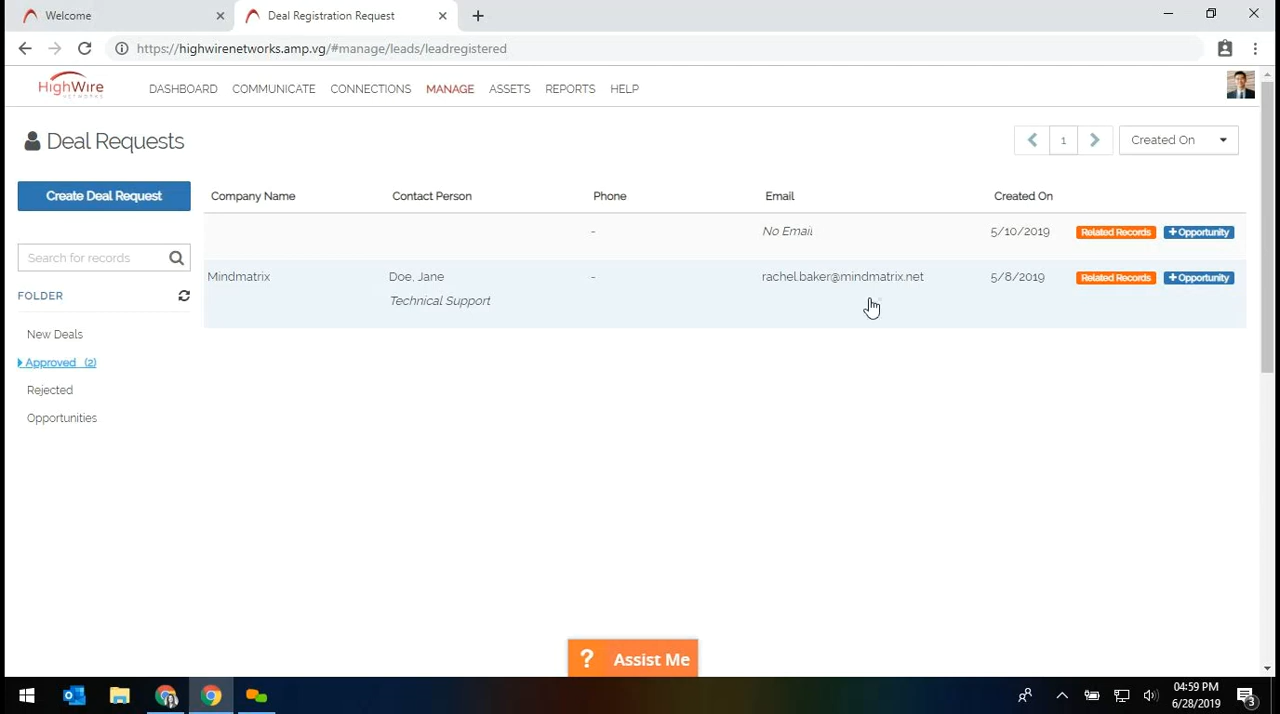 Welcome
Deal Registration Request
https://highwirenetworks.amp.vg/#manage/leads/leadregistered
HighWire
NETWORKS
DASHBOARD COMMUNICATE CONNECTIONS MANAGE ASSETS REPORTS HELP
Deal Requests
1
Created On
Create Deal Request
Company Name Contact Person Phone Email Created On
- No Email 5/10/2019 Related Records +Opportunity
Search for records
Mindmatrix Doe, Jane - rachel.baker@mindmatrix.net 5/8/2019 Related Records +Opportunity
Technical Support
FOLDER
New Deals
Approved (2)
Rejected
Opportunities
? Assist Me
04:59 PM
6/28/2019
3